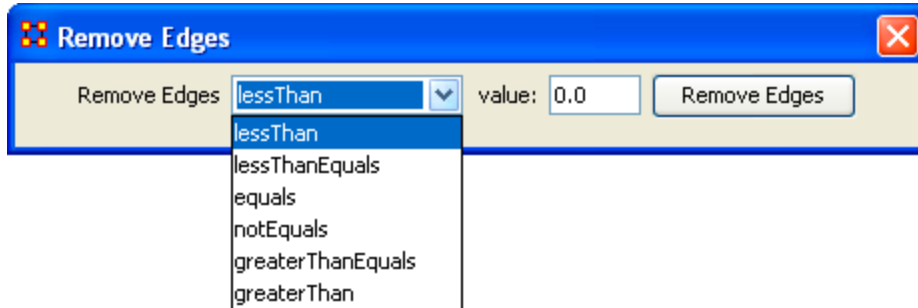 Remove Edges
Remove Edges lessThan value: 0.0 Remove Edges
lessThan
lessThanEquals
equals
notEquals
greaterThanEquals
greaterThan